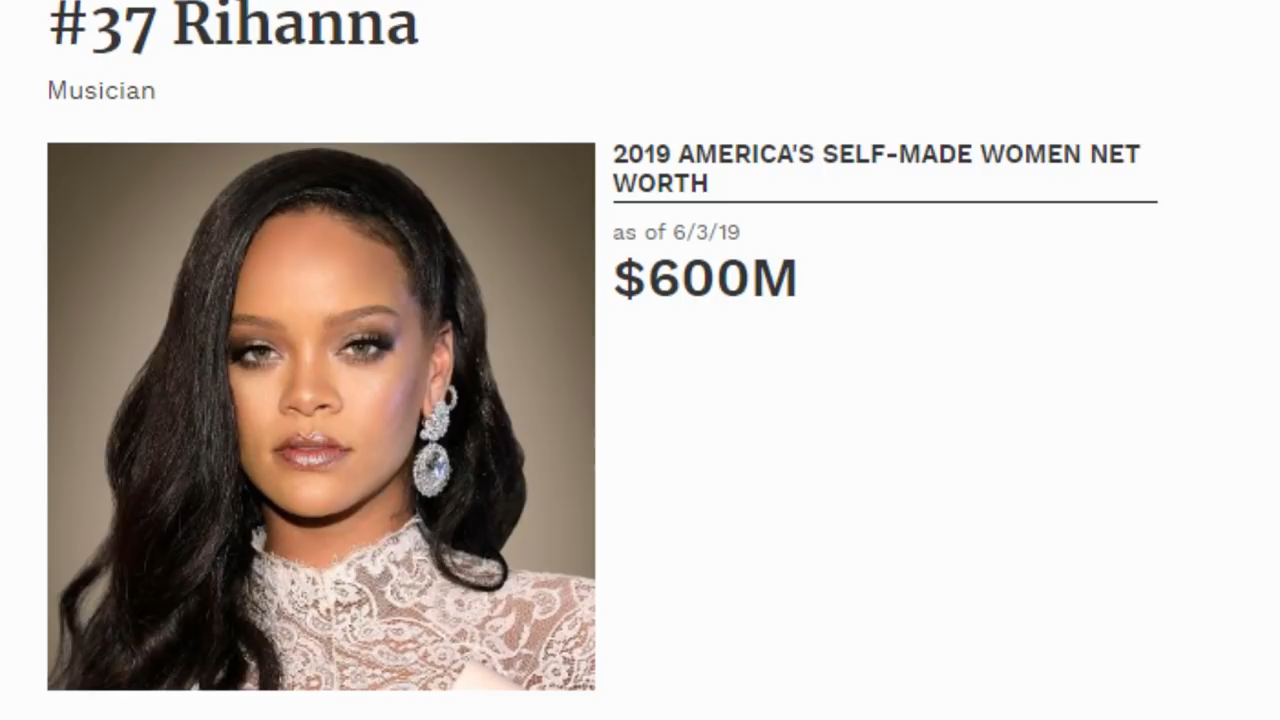 #37 Rihanna
Musician
2019 AMERICA'S SELF-MADE WOMEN NET
WORTH
as of 6/3/19
$600M